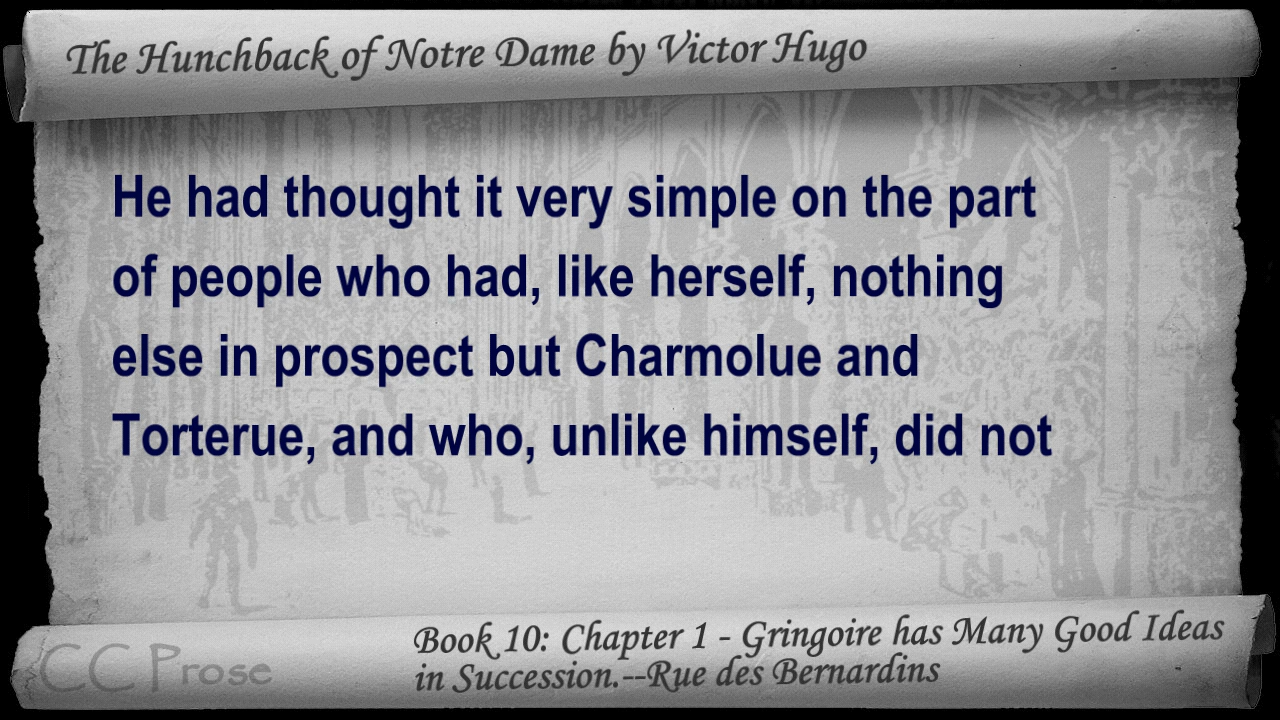 The Hunchback of Notre Dame by Victor Hugo
He had thought it very simple on the part
of people who had, like herself, nothing
else in prospect but Charmolue and
Torterue, and who, unlike himself, did not
CC Prose
Book 10: Chapter 1 - Gringoire has Many Good Ideas
in Succession.--Rue des Bernardins